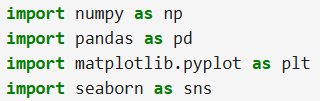 import numpy as np
import pandas as pd
import matplotlib.pyplot as plt
import seaborn as sns